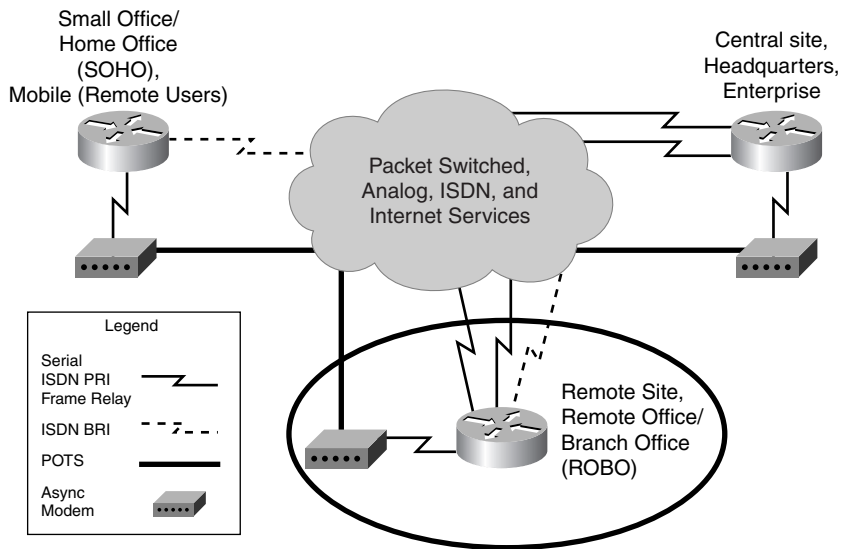 Small Office/
Home Office
(SOHO),
Mobile (Remote Users)
Central site,
Headquarters,
Enterprise
Packet Switched,
Analog, ISDN, and
Internet Services
Legend
Serial
ISDN PRI
Frame Relay
ISDN BRI
POTS
Async
Modem
Remote Site,
Remote Office/
Branch Office
(ROBO)